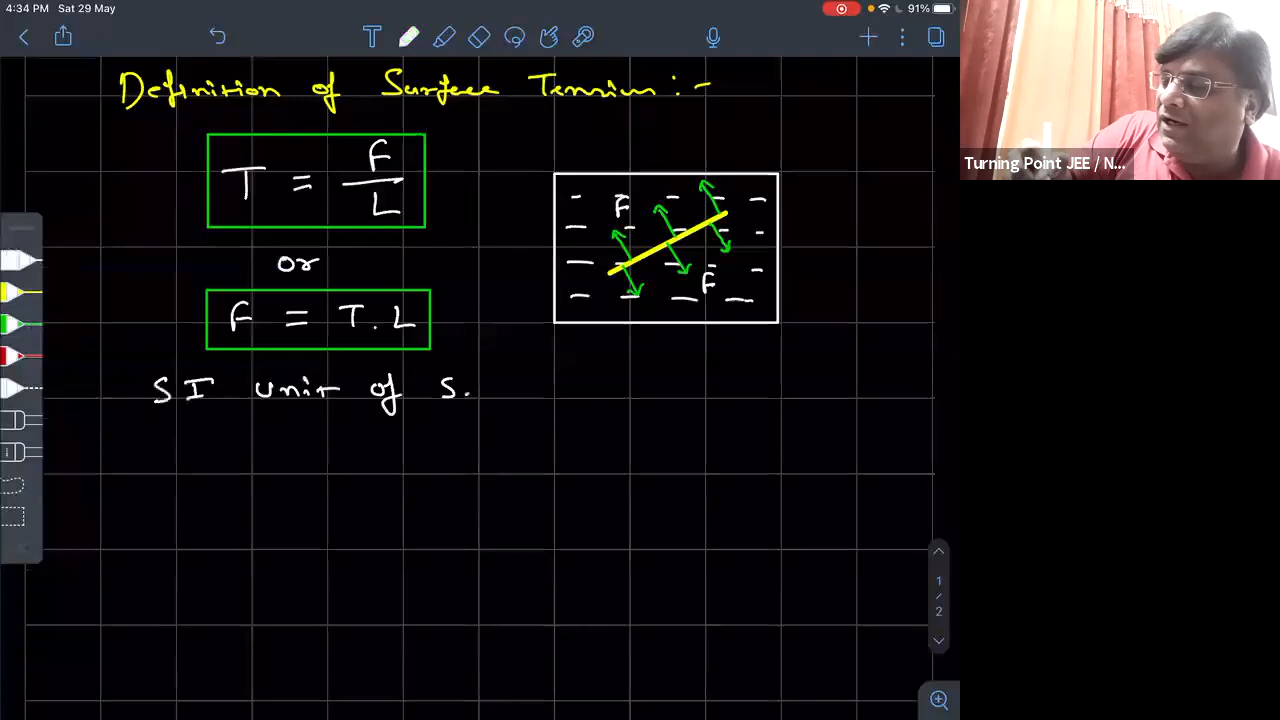 4:34 PM Sat 29 May
91%
Turning Point JEE / N...
Definition of Surface Tension :-
T = F/L
F
F
or
F = T.L
SI unit of S.
1
/
2